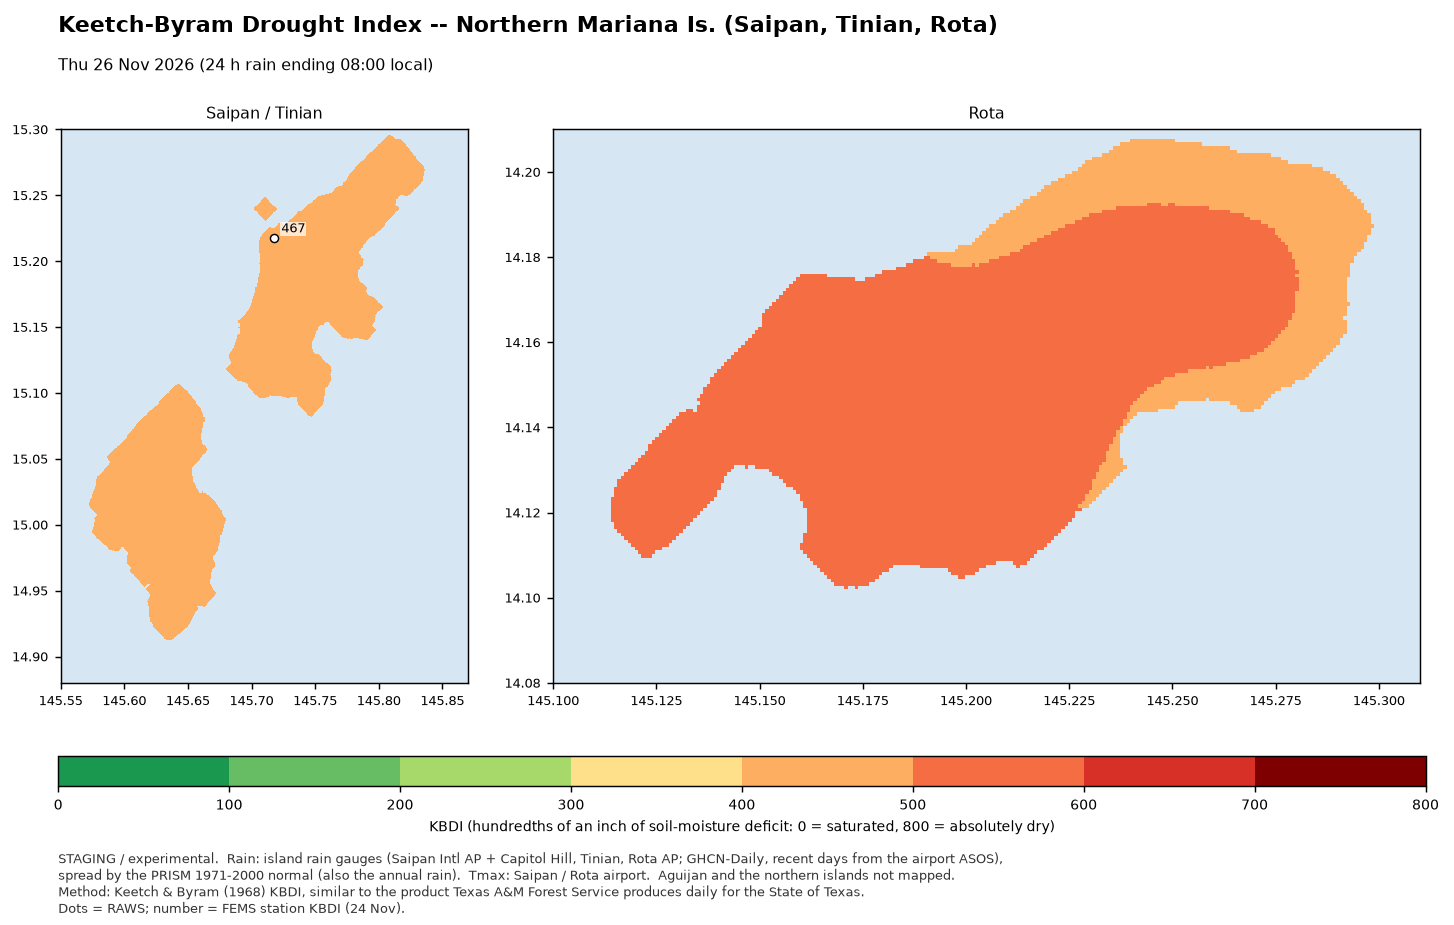 Keetch-Byram Drought Index -- Northern Mariana Is. (Saipan, Tinian, Rota)
Thu 26 Nov 2026 (24 h rain ending 08:00 local)
Saipan / Tinian
15.30
15.25
15.20
15.15
15.10
15.05
15.00
14.95
14.90
467
145.55 145.60 145.65 145.70 145.75 145.80 145.85
Rota
14.20
14.18
14.16
14.14
14.12
14.10
14.08
145.100 145.125 145.150 145.175 145.200 145.225 145.250 145.275 145.300
0 100 200 300 400 500 600 700 800
KBDI (hundredths of an inch of soil-moisture deficit: 0 = saturated, 800 = absolutely dry)
STAGING / experimental.  Rain: island rain gauges (Saipan Intl AP + Capitol Hill, Tinian, Rota AP; GHCN-Daily, recent days from the airport ASOS),
spread by the PRISM 1971-2000 normal (also the annual rain).  Tmax: Saipan / Rota airport.  Aguijan and the northern islands not mapped.
Method: Keetch & Byram (1968) KBDI, similar to the product Texas A&M Forest Service produces daily for the State of Texas.
Dots = RAWS; number = FEMS station KBDI (24 Nov).